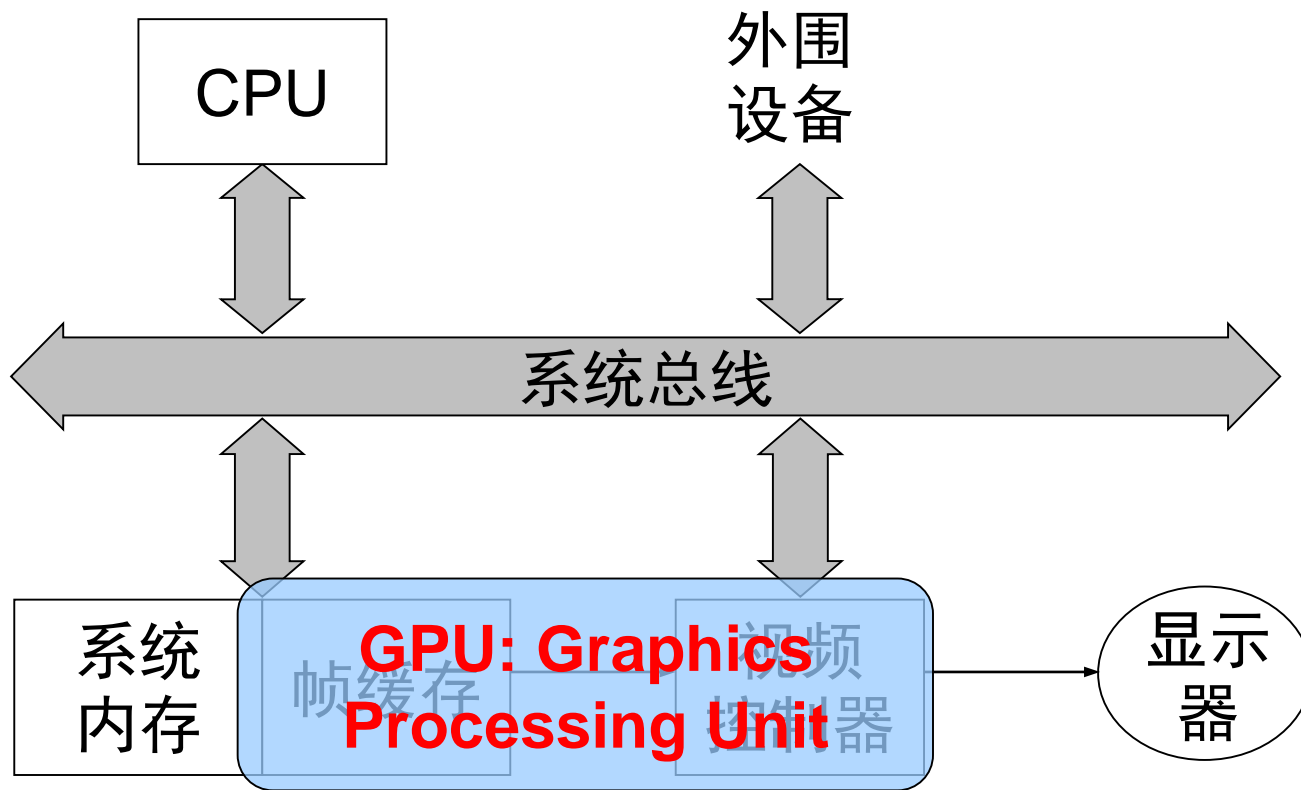 CPU
外围
设备
系统总线
系统
内存
帧缓存
GPU: Graphics
Processing Unit
视频
控制器
显示
器